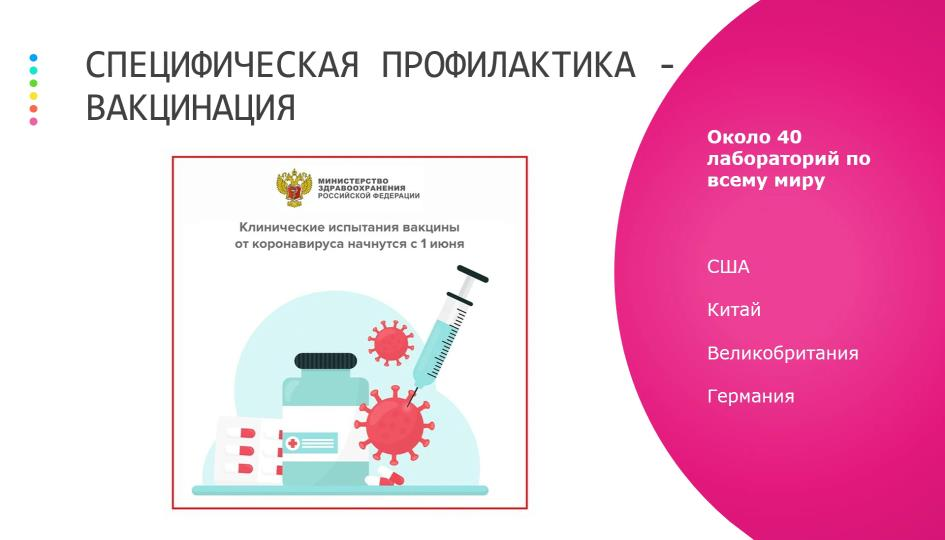 СПЕЦИФИЧЕСКАЯ ПРОФИЛАКТИКА -
ВАКЦИНАЦИЯ
МИНИСТЕРСТВО
ЗДРАВООХРАНЕНИЯ
РОССИЙСКОЙ ФЕДЕРАЦИИ
Клинические испытания вакцины
от коронавируса начнутся с 1 июня
Около 40
лабораторий по
всему миру
США
Китай
Великобритания
Германия